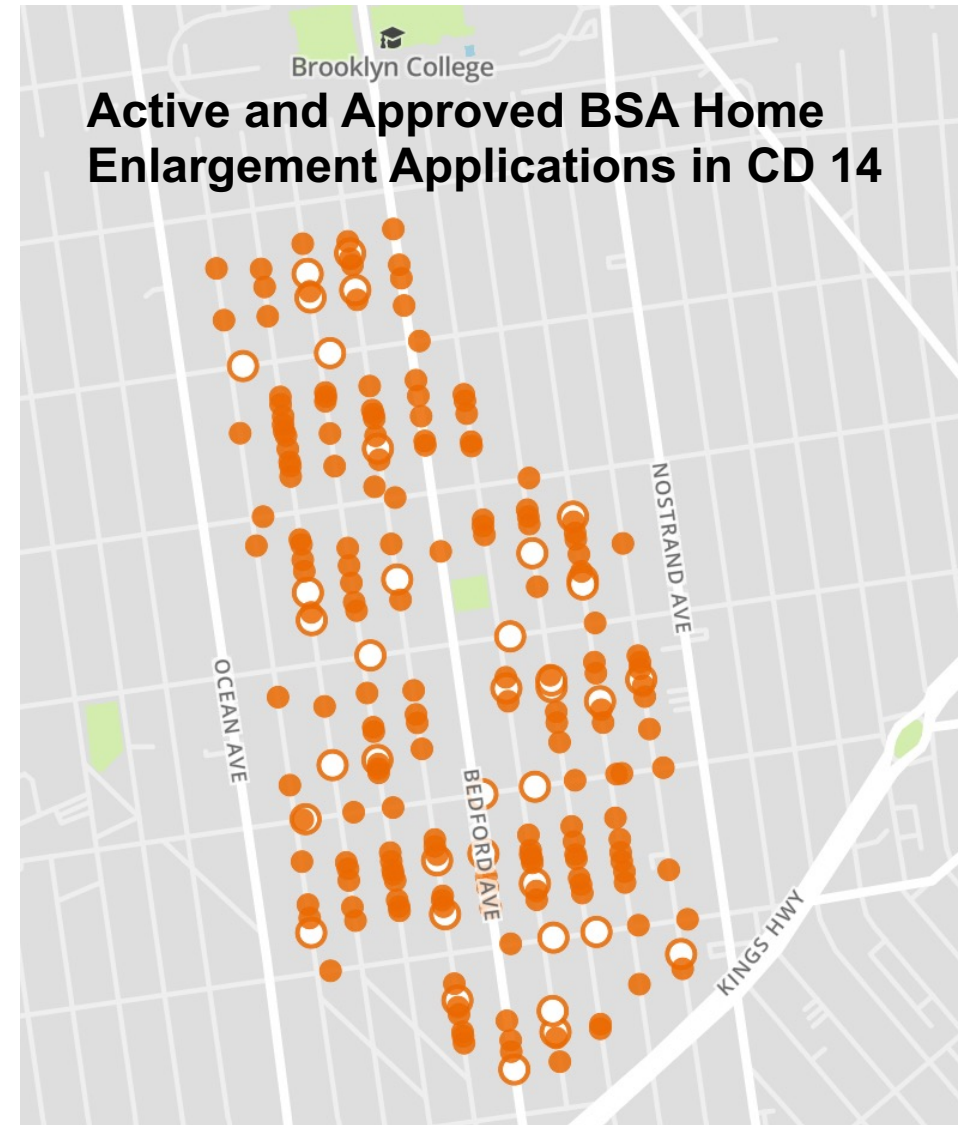 Brooklyn College
Active and Approved BSA Home
Enlargement Applications in CD 14
NOSTRAND AVE
OCEAN AVE
BEDFORD AVE
KINGS HWY